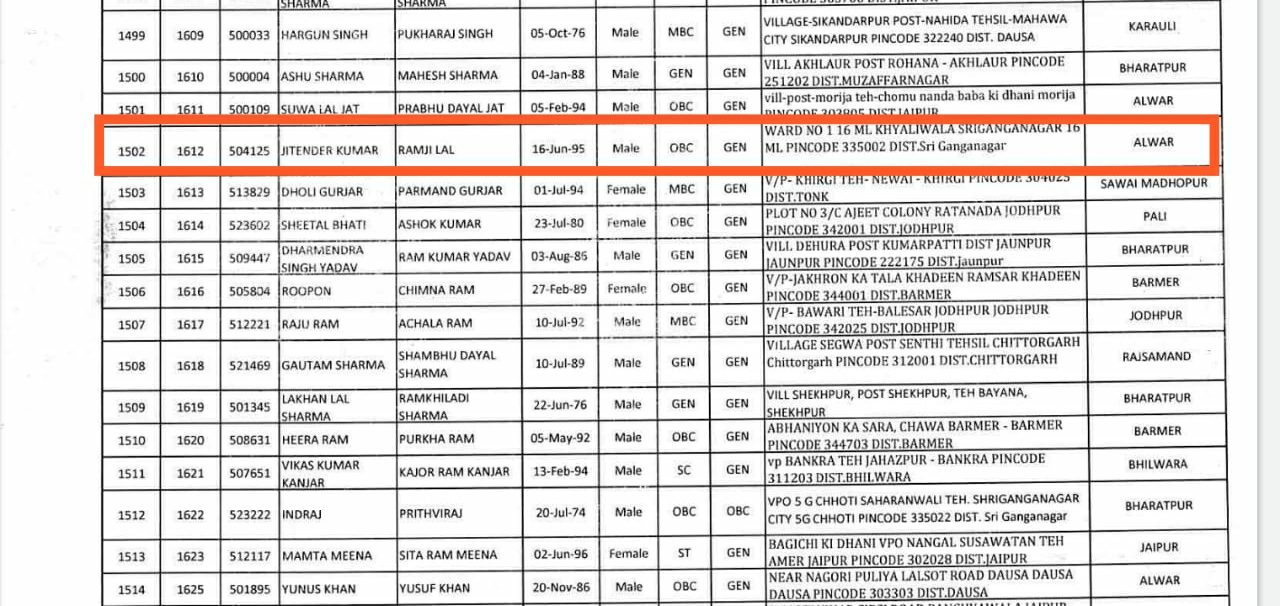 SHARMA SHARMA
1499 1609 500033 HARGUN SINGH PUKHARAJ SINGH 05-Oct-76 Male MBC GEN VILLAGE-SIKANDARPUR POST-NAHIDA TEHSIL-MAHAWA KARAULI
CITY SIKANDARPUR PINCODE 322240 DIST. DAUSA
1500 1610 500004 ASHU SHARMA MAHESH SHARMA 04-Jan-88 Male GEN GEN VILL AKHLAUR POST ROHANA - AKHLAUR PINCODE BHARATPUR
251202 DIST.MUZAFFARNAGAR
1501 1611 500109 SUWA LAL JAT PRABHU DAYAL JAT 05-Feb-94 Male OBC GEN vill-post-morija teh-chomu nanda baba ki dhani morija ALWAR
PINCODE 303805 DIST.JAIPUR
1502 1612 504125 JITENDER KUMAR RAMJI LAL 16-Jun-95 Male OBC GEN WARD NO 1 16 ML KHYALIWALA SRIGANGANAGAR 16 ALWAR
ML PINCODE 335002 DIST.Sri Ganganagar
1503 1613 513829 DHOLI GURJAR PARMAND GURJAR 01-Jul-94 Female MBC GEN V/P- KHIRGI TEH- NEWAI - KHIRGI PINCODE 304025 SAWAI MADHOPUR
DIST.TONK
1504 1614 523602 SHEETAL BHATI ASHOK KUMAR 23-Jul-80 Female OBC GEN PLOT NO 3/C AJEET COLONY RATANADA JODHPUR PALI
PINCODE 342001 DIST.JODHPUR
1505 1615 509447 DHARMENDRA RAM KUMAR YADAV 03-Aug-86 Male GEN GEN VILL DEHURA POST KUMARPATTI DIST JAUNPUR BHARATPUR
SINGH YADAV JAUNPUR PINCODE 222175 DIST.Jaunpur
1506 1616 505804 ROOPON CHIMNA RAM 27-Feb-89 Female OBC GEN V/P-JAKHRON KA TALA KHADEEN RAMSAR KHADEEN BARMER
PINCODE 344001 DIST.BARMER
1507 1617 512221 RAJU RAM ACHALA RAM 10-Jul-92 Male MBC GEN V/P- BAWARI TEH-BALESAR JODHPUR JODHPUR JODHPUR
PINCODE 342025 DIST.JODHPUR
1508 1618 521469 GAUTAM SHARMA SHAMBHU DAYAL 10-Jul-89 Male GEN GEN VILLAGE SEGWA POST SENTHI TEHSIL CHITTORGARH RAJSAMAND
SHARMA Chittorgarh PINCODE 312001 DIST.CHITTORGARH
1509 1619 501345 LAKHAN LAL RAMKHILADI 22-Jun-76 Male GEN GEN VILL SHEKHPUR, POST SHEKHPUR, TEH BAYANA, BHARATPUR
SHARMA SHARMA SHEKHPUR
1510 1620 508631 HEERA RAM PURKHA RAM 05-May-92 Male OBC GEN ABHANIYON KA SARA, CHAWA BARMER - BARMER BARMER
PINCODE 344703 DIST.BARMER
1511 1621 507651 VIKAS KUMAR KAJOR RAM KANJAR 13-Feb-94 Male SC GEN vp BANKRA TEH JAHAZPUR - BANKRA PINCODE BHILWARA
KANJAR 311203 DIST.BHILWARA
1512 1622 523222 INDRAJ PRITHVIRAJ 20-Jul-74 Male OBC OBC VPO 5 G CHHOTI SAHARANWALI TEH. SHRIGANGANAGAR BHARATPUR
CITY 5G CHHOTI PINCODE 335022 DIST. Sri Ganganagar
1513 1623 512117 MAMTA MEENA SITA RAM MEENA 02-Jun-96 Female ST GEN BAGICHI KI DHANI VPO NANGAL SUSAWATAN TEH JAIPUR
AMER JAIPUR PINCODE 302028 DIST.JAIPUR
1514 1625 501895 YUNUS KHAN YUSUF KHAN 20-Nov-86 Male OBC GEN NEAR NAGORI PULIYA LALSOT ROAD DAUSA DAUSA ALWAR
DAUSA PINCODE 303303 DIST.DAUSA